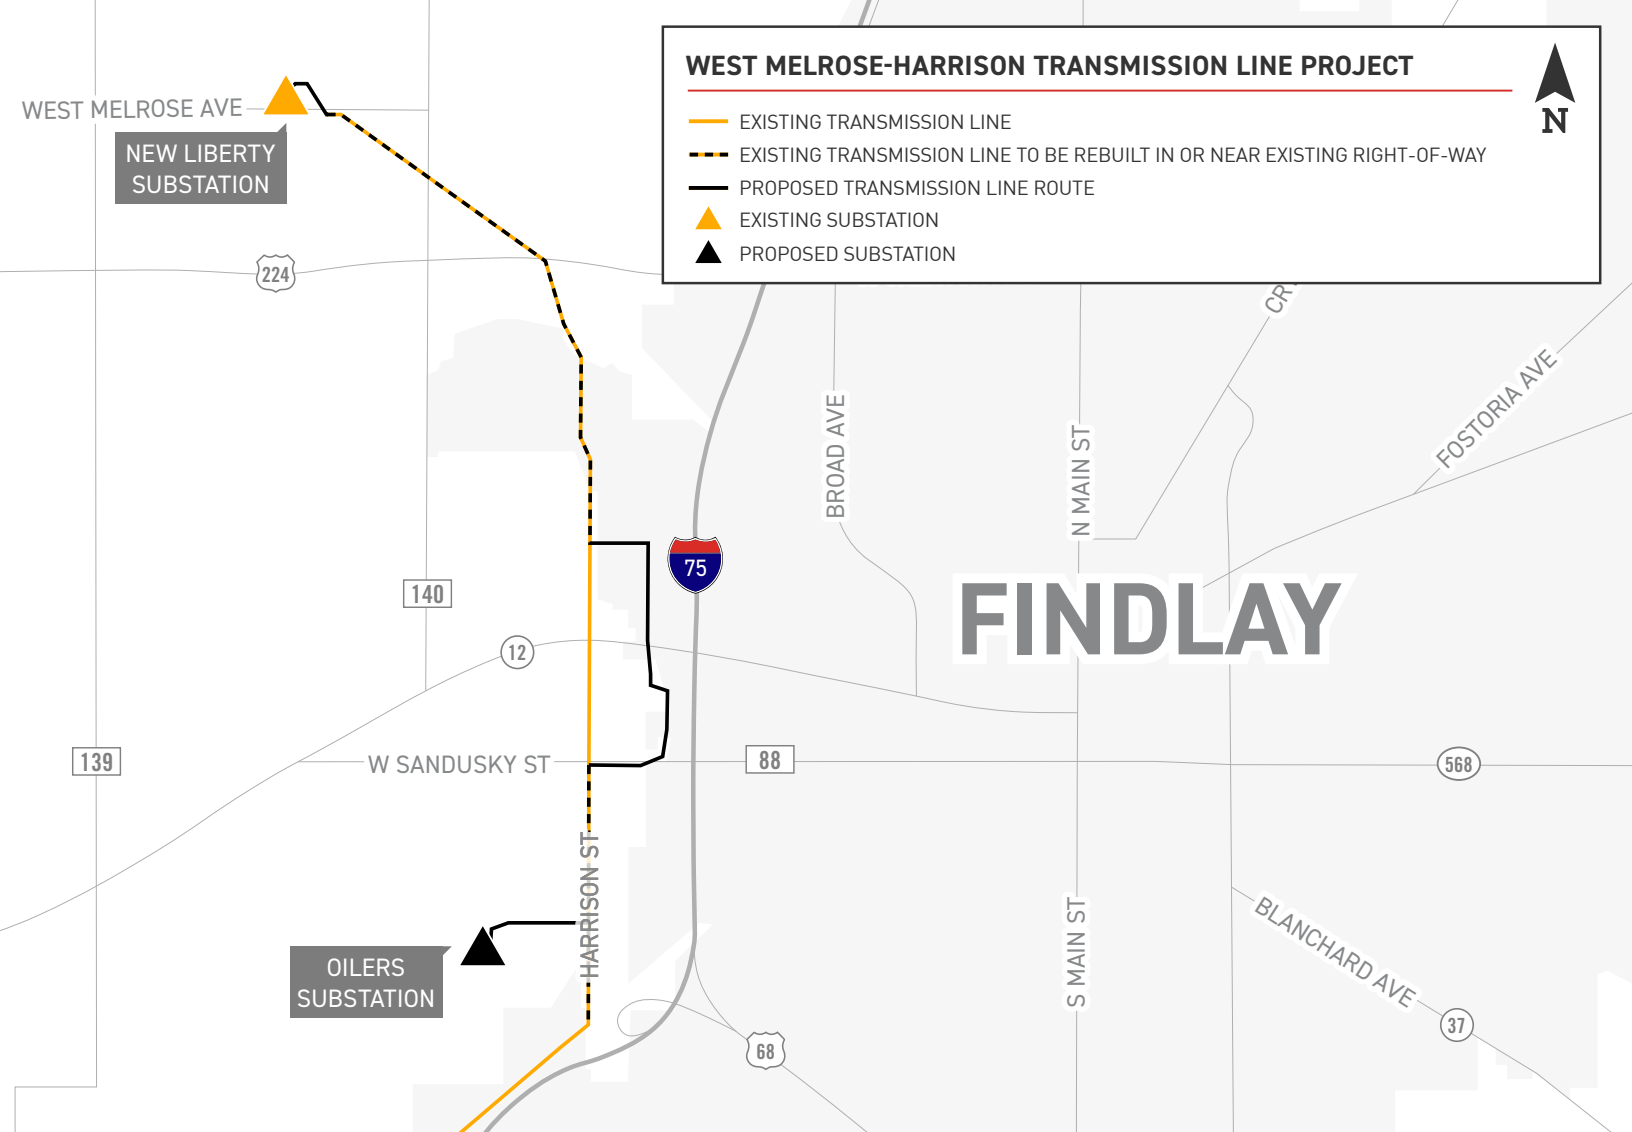 WEST MELROSE-HARRISON TRANSMISSION LINE PROJECT
N
EXISTING TRANSMISSION LINE
EXISTING TRANSMISSION LINE TO BE REBUILT IN OR NEAR EXISTING RIGHT-OF-WAY
PROPOSED TRANSMISSION LINE ROUTE
EXISTING SUBSTATION
PROPOSED SUBSTATION
WEST MELROSE AVE
NEW LIBERTY
SUBSTATION
224
CR
BROAD AVE
N MAIN ST
FOSTORIA AVE
75
140
FINDLAY
12
139
W SANDUSKY ST
88
568
HARRISON ST
S MAIN ST
BLANCHARD AVE
OILERS
SUBSTATION
37
68